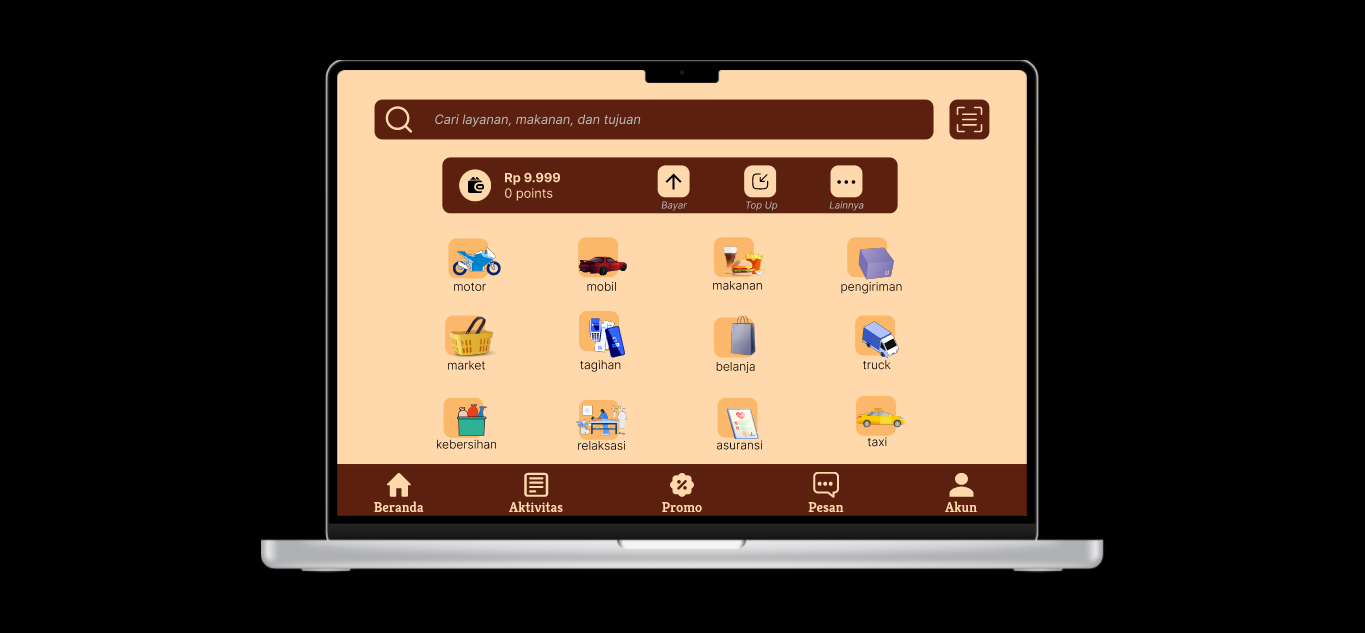 Cari layanan, makanan, dan tujuan
Rp 9.999
0 points
Bayar
Top Up
Lainnya
motor
mobil
makanan
pengiriman
market
tagihan
belanja
truck
kebersihan
relaksasi
asuransi
taxi
Beranda
Aktivitas
Promo
Pesan
Akun